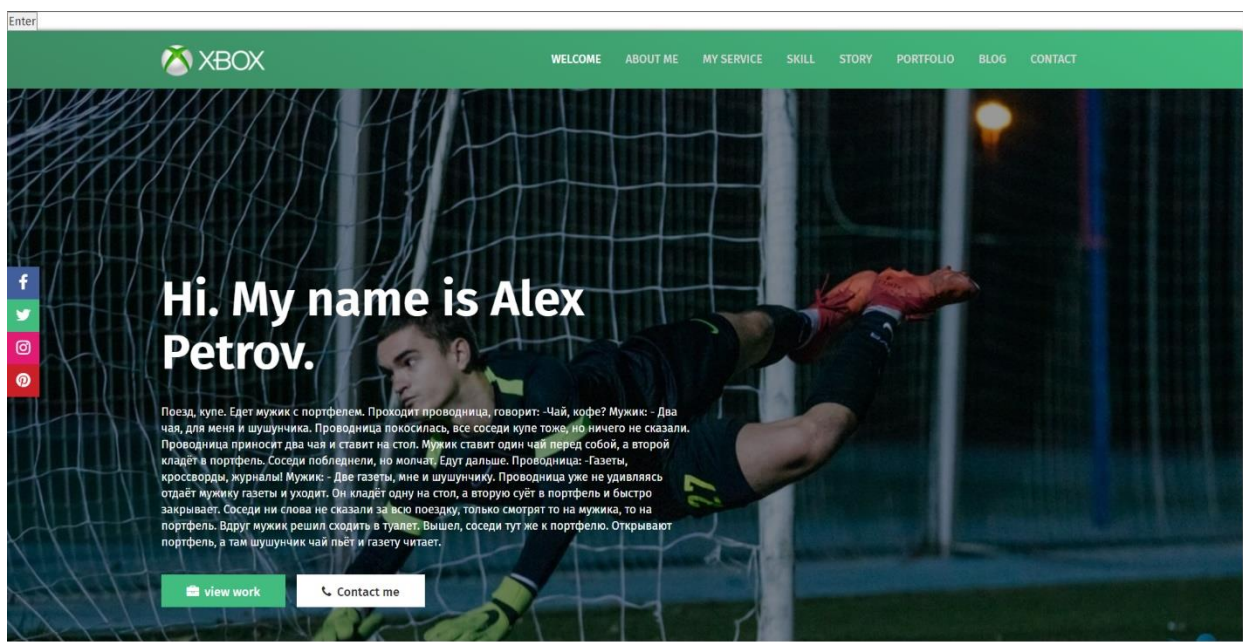 Enter
XBOX
WELCOME ABOUT ME MY SERVICE SKILL STORY PORTFOLIO BLOG CONTACT
Hi. My name is Alex
Petrov.
Поезд, купе. Едет мужик с портфелем. Проходит проводница, говорит: -Чай, кофе? Мужик: - Два
чая, для меня и шушунчика. Проводница покосилась, все соседи купе тоже, но ничего не сказали.
Проводница приносит два чая и ставит на стол. Мужик ставит один чай перед собой, а второй
кладёт в портфель. Соседи побледнели, но молчат. Едут дальше. Проводница: -Газеты,
кроссворды, журналы! Мужик: - Две газеты, мне и шушунчику. Проводница уже не удивляясь
отдаёт мужику газеты и уходит. Он кладёт одну на стол, а вторую суёт в портфель и быстро
закрывает. Соседи ни слова не сказали за всю поездку, только смотрят то на мужика, то на
портфель. Вдруг мужик решил сходить в туалет. Вышел, соседи тут же к портфелю. Открывают
портфель, а там шушунчик чай пьёт и газету читает.
27
view work Contact me